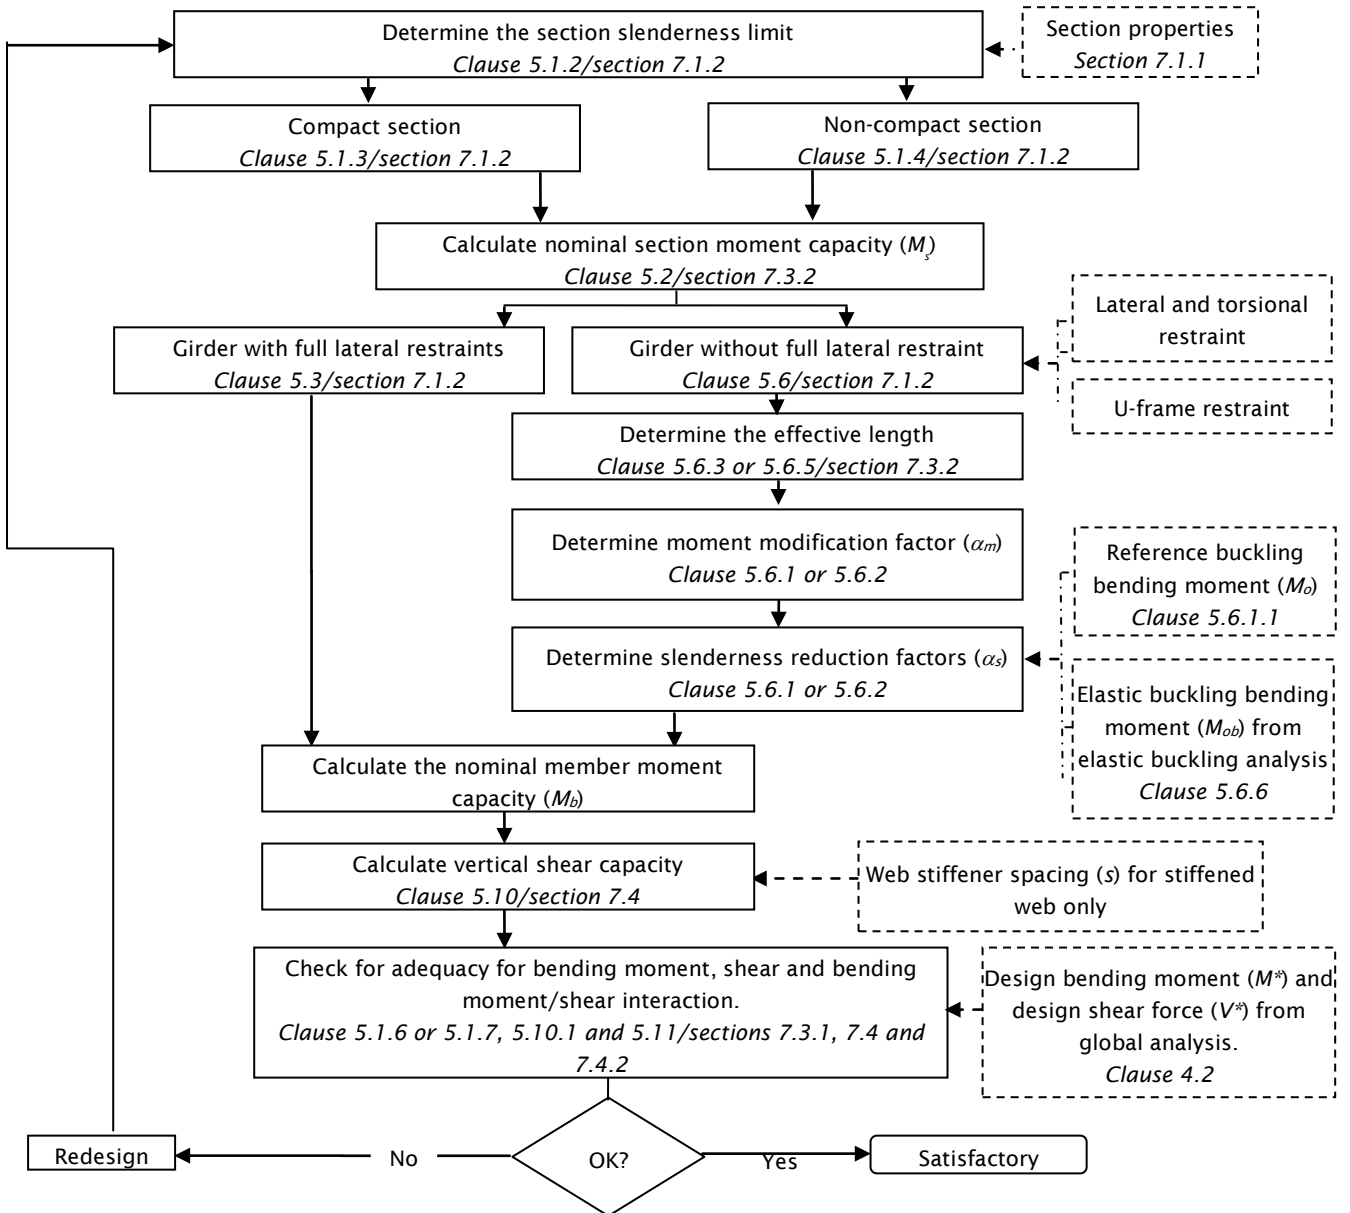 Determine the section slenderness limit
Clause 5.1.2/section 7.1.2
Section properties
Section 7.1.1
Compact section
Clause 5.1.3/section 7.1.2
Non-compact section
Clause 5.1.4/section 7.1.2
Calculate nominal section moment capacity (Ms)
Clause 5.2/section 7.3.2
Girder with full lateral restraints
Clause 5.3/section 7.1.2
Girder without full lateral restraint
Clause 5.6/section 7.1.2
Lateral and torsional
restraint
U-frame restraint
Determine the effective length
Clause 5.6.3 or 5.6.5/section 7.3.2
Determine moment modification factor (αm)
Clause 5.6.1 or 5.6.2
Reference buckling
bending moment (Mo)
Clause 5.6.1.1
Determine slenderness reduction factors (αs)
Clause 5.6.1 or 5.6.2
Elastic buckling bending
moment (Mob) from
elastic buckling analysis
Clause 5.6.6
Calculate the nominal member moment
capacity (Mb)
Calculate vertical shear capacity
Clause 5.10/section 7.4
Web stiffener spacing (s) for stiffened
web only
Check for adequacy for bending moment, shear and bending
moment/shear interaction.
Clause 5.1.6 or 5.1.7, 5.10.1 and 5.11/sections 7.3.1, 7.4 and
7.4.2
Design bending moment (M*) and
design shear force (V*) from
global analysis.
Clause 4.2
Redesign
No
OK?
Yes
Satisfactory